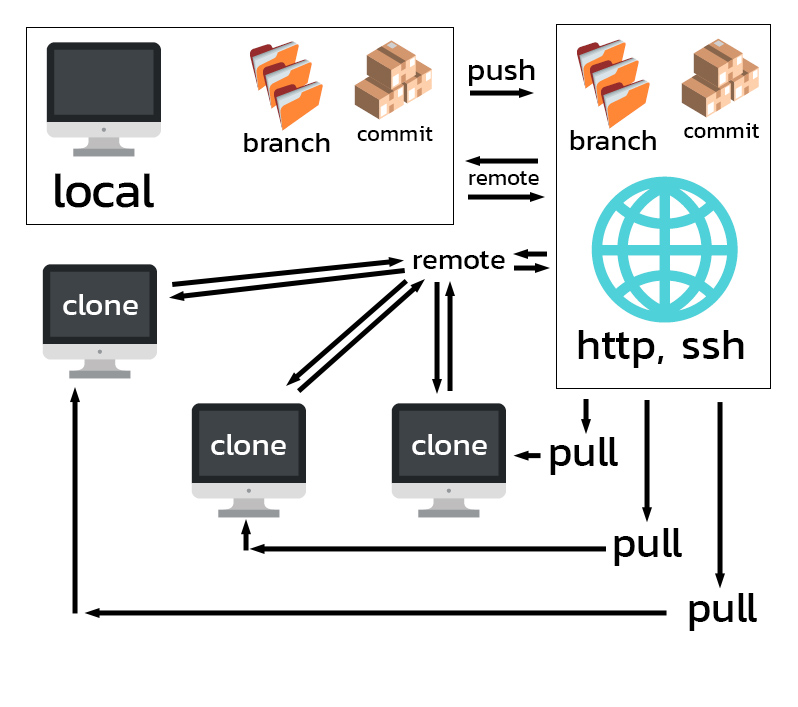 push
branch
commit
local
branch
commit
remote
http, ssh
remote
clone
clone
clone
pull
pull
pull